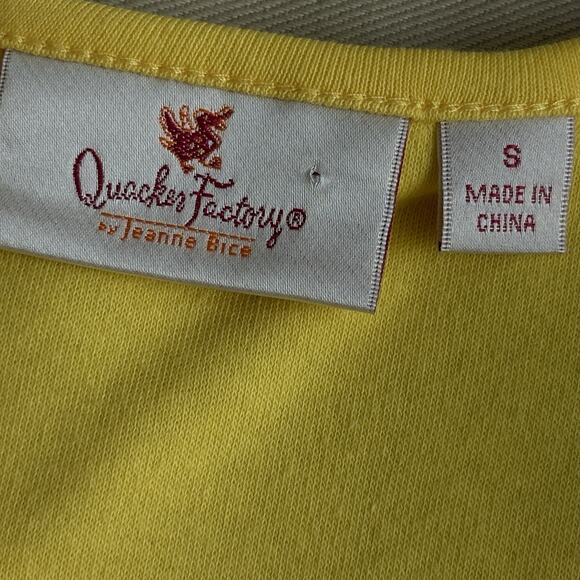 Quacker Factory®
by Jeanne Bice
S
MADE IN
CHINA